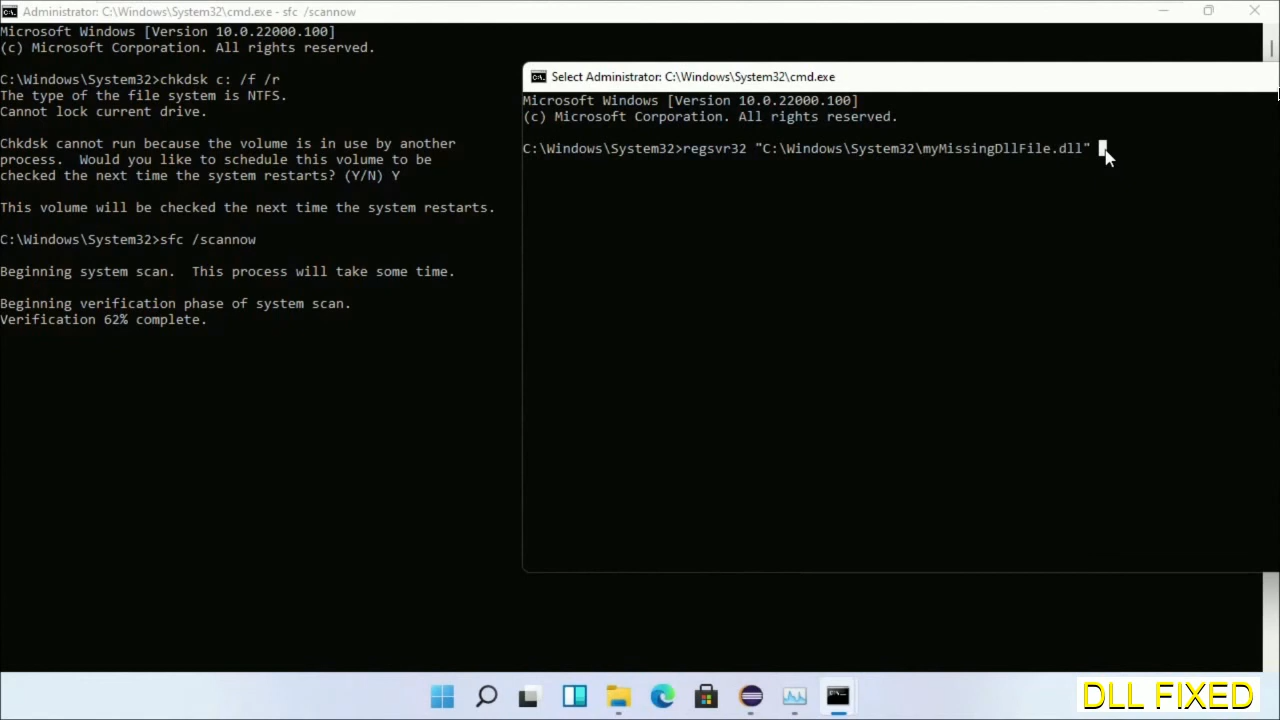 Administrator: C:\Windows\System32\cmd.exe - sfc /scannow
Microsoft Windows [Version 10.0.22000.100]
(c) Microsoft Corporation. All rights reserved.
C:\Windows\System32>chkdsk c: /f /r
The type of the file system is NTFS.
Cannot lock current drive.
Chkdsk cannot run because the volume is in use by another
process.  Would you like to schedule this volume to be
checked the next time the system restarts? (Y/N) Y
This volume will be checked the next time the system restarts.
C:\Windows\System32>sfc /scannow
Beginning system scan.  This process will take some time.
Beginning verification phase of system scan.
Verification 62% complete.
Select Administrator: C:\Windows\System32\cmd.exe
Microsoft Windows [Version 10.0.22000.100]
(c) Microsoft Corporation. All rights reserved.
C:\Windows\System32>regsvr32 "C:\Windows\System32\myMissingDllFile.dll"
DLL FIXED